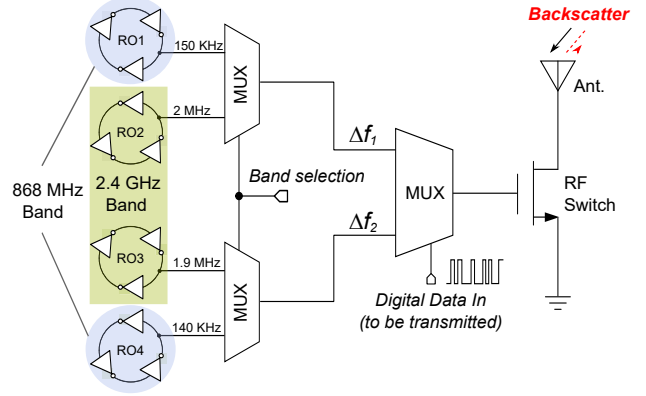 Backscatter
RO1
150 KHz
MUX
Ant.
RO2
2 MHz
Δf1
868 MHz
Band
2.4 GHz
Band
Band selection
MUX
RF
Switch
Δf2
RO3
1.9 MHz
MUX
Digital Data In
(to be transmitted)
RO4
140 KHz